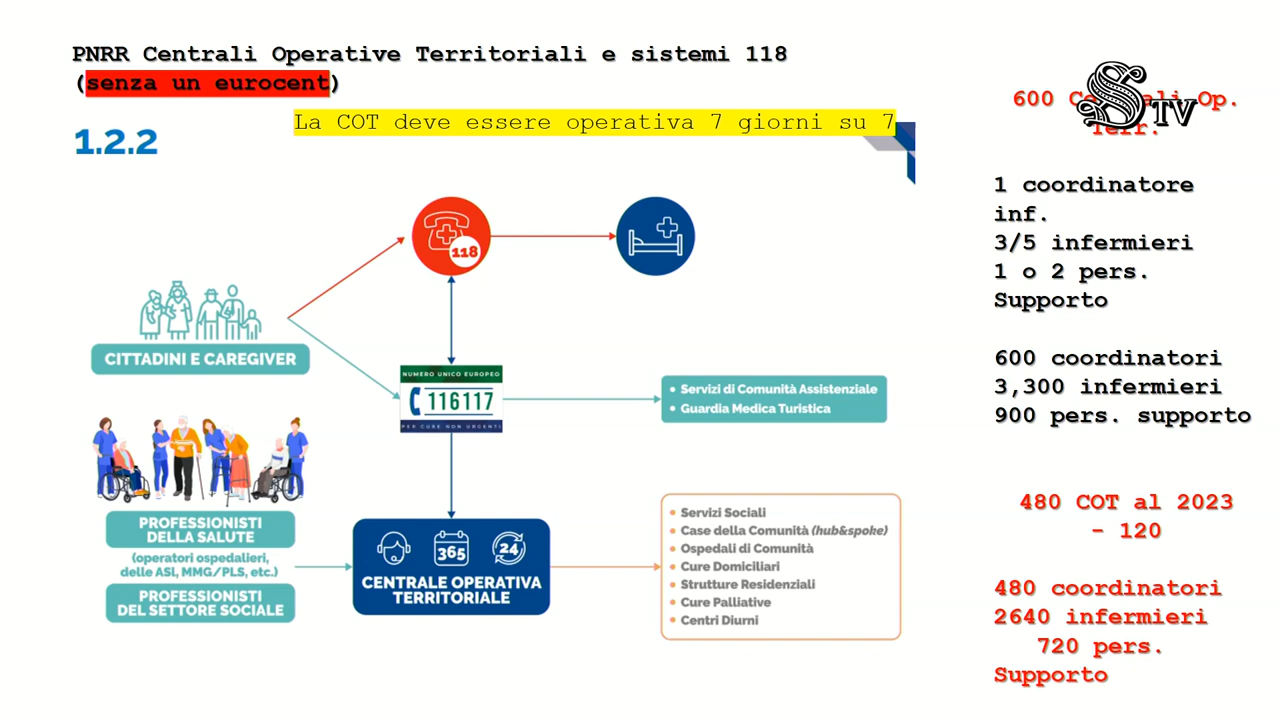 PNRR Centrali Operative Territoriali e sistemi 118
(senza un eurocent)
La COT deve essere operativa 7 giorni su 7
1.2.2
118
CITTADINI E CAREGIVER
NUMERO UNICO EUROPEO
116117
PER CURE NON URGENTI
• Servizi di Comunità Assistenziale
• Guardia Medica Turistica
PROFESSIONISTI
DELLA SALUTE
(operatori ospedalieri,
delle ASl, MMG/PLS, etc.)
PROFESSIONISTI
DEL SETTORE SOCIALE
365
24
CENTRALE OPERATIVA
TERRITORIALE
• Servizi Sociali
• Case della Comunità (hub&spoke)
• Ospedali di Comunità
• Cure Domiciliari
• Strutture Residenziali
• Cure Palliative
• Centri Diurni
STV
600 Centrali Op.
Terr.
1 coordinatore
inf.
3/5 infermieri
1 o 2 pers.
Supporto
600 coordinatori
3,300 infermieri
900 pers. supporto
480 COT al 2023
- 120
480 coordinatori
2640 infermieri
720 pers.
Supporto